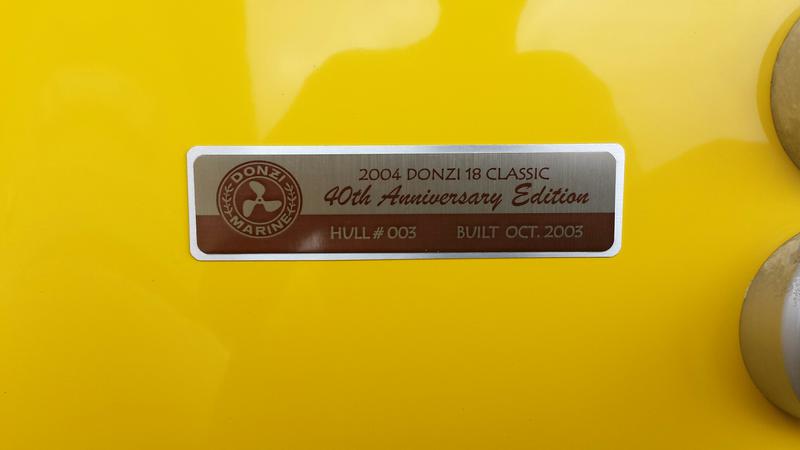 DONZI
MARINE
2004 DONZI 18 CLASSIC
40th Anniversary Edition
HULL # 003 BUILT OCT. 2003